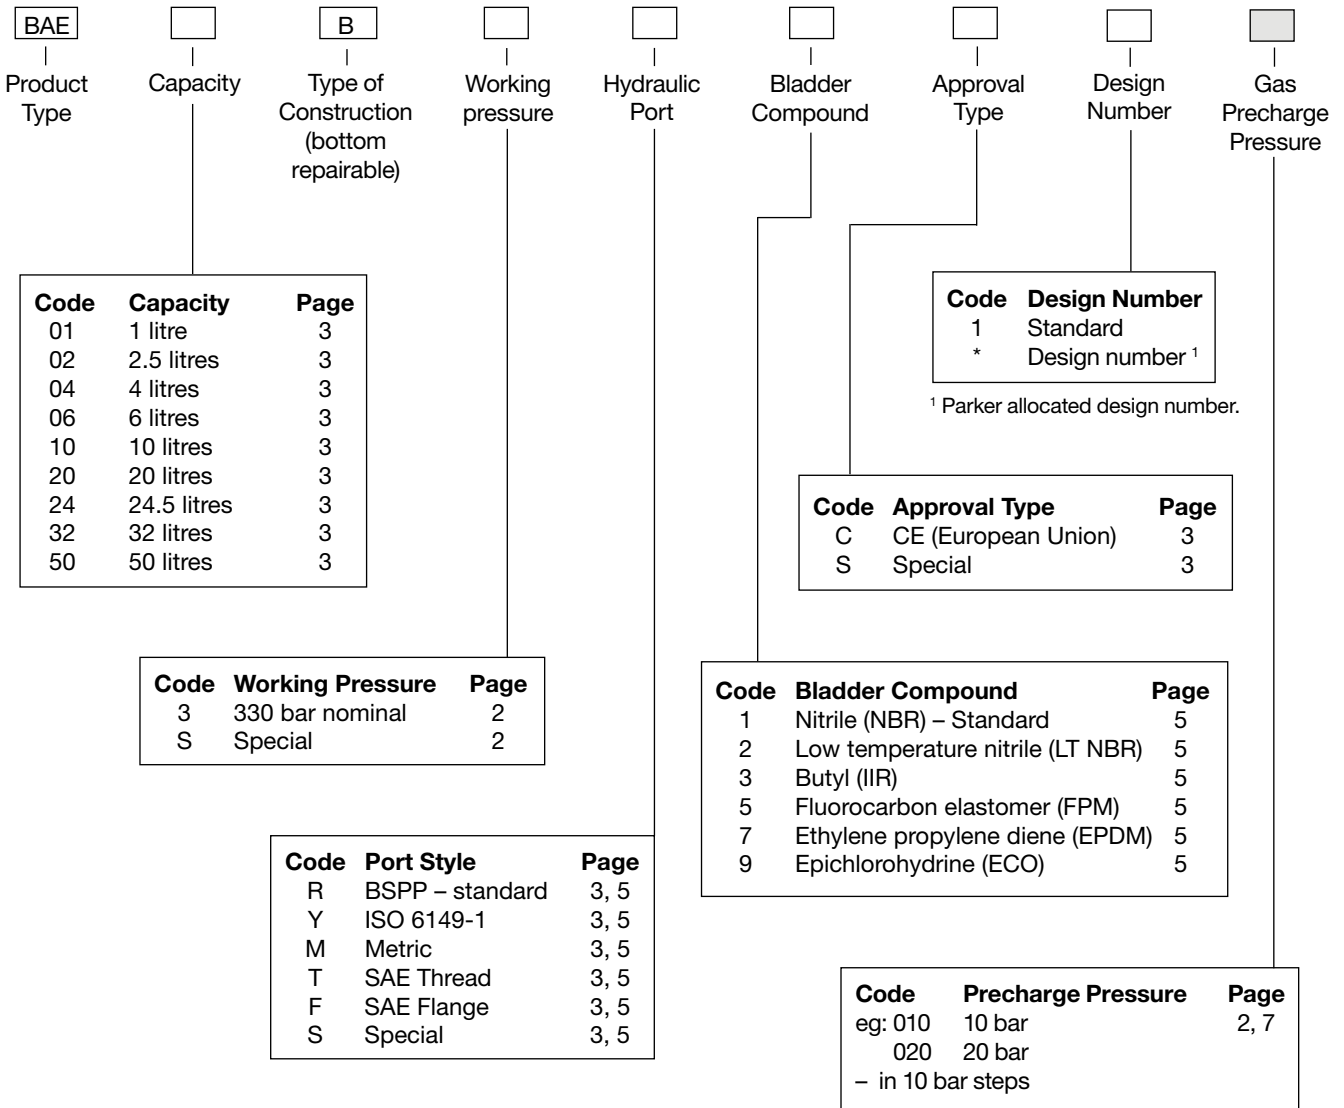 BAE B
Product Type
Capacity
Type of Construction (bottom repairable)
Working pressure
Hydraulic Port
Bladder Compound
Approval Type
Design Number
Gas Precharge Pressure
Code Capacity Page
01 1 litre 3
02 2.5 litres 3
04 4 litres 3
06 6 litres 3
10 10 litres 3
20 20 litres 3
24 24.5 litres 3
32 32 litres 3
50 50 litres 3
Code Design Number
1 Standard
* Design number ¹
¹ Parker allocated design number.
Code Approval Type Page
C CE (European Union) 3
S Special 3
Code Working Pressure Page
3 330 bar nominal 2
S Special 2
Code Bladder Compound Page
1 Nitrile (NBR) – Standard 5
2 Low temperature nitrile (LT NBR) 5
3 Butyl (IIR) 5
5 Fluorocarbon elastomer (FPM) 5
7 Ethylene propylene diene (EPDM) 5
9 Epichlorohydrine (ECO) 5
Code Port Style Page
R BSPP – standard 3, 5
Y ISO 6149-1 3, 5
M Metric 3, 5
T SAE Thread 3, 5
F SAE Flange 3, 5
S Special 3, 5
Code Precharge Pressure Page
eg: 010 10 bar 2, 7
020 20 bar
– in 10 bar steps